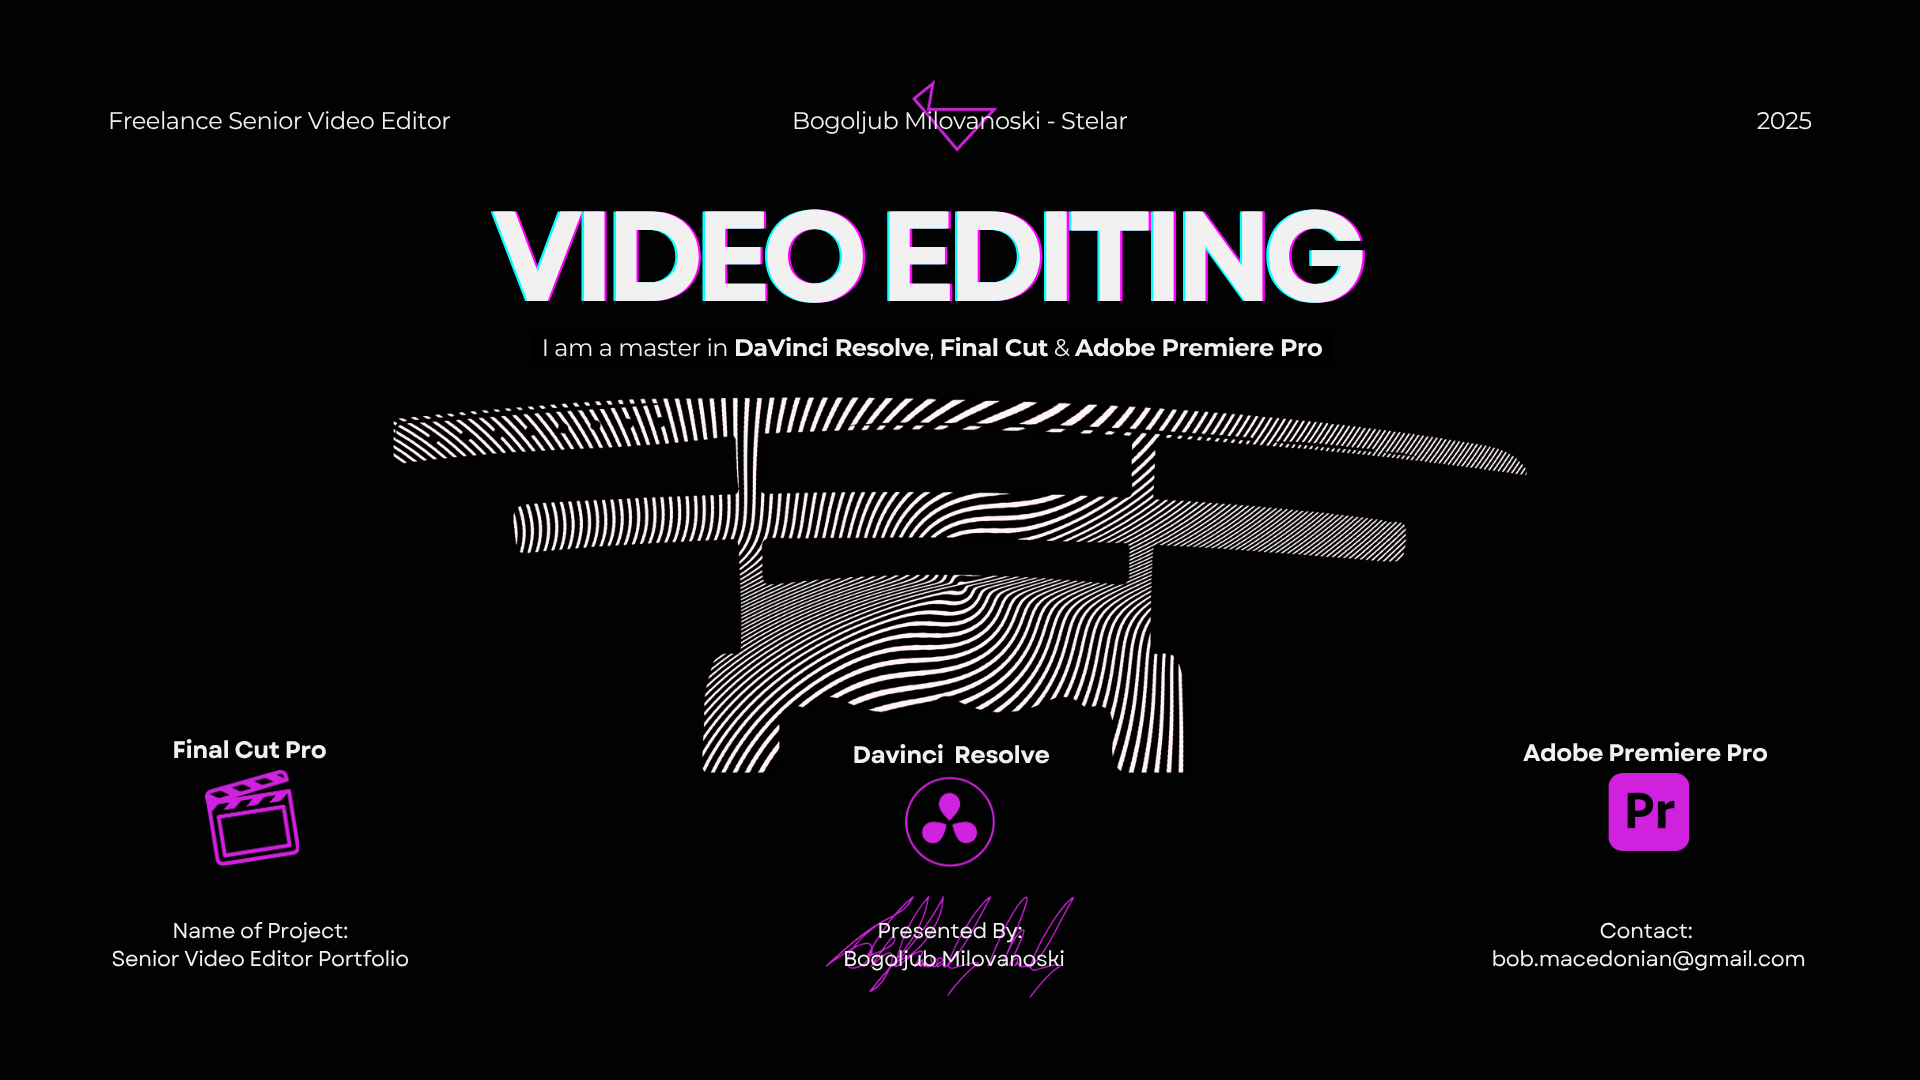 Freelance Senior Video Editor
Bogoljub Milovanoski - Stelar
2025
VIDEO EDITING
I am a master in DaVinci Resolve, Final Cut & Adobe Premiere Pro
Final Cut Pro
Davinci Resolve
Adobe Premiere Pro
Pr
Name of Project:
Senior Video Editor Portfolio
Presented By:
Bogoljub Milovanoski
Contact:
bob.macedonian@gmail.com